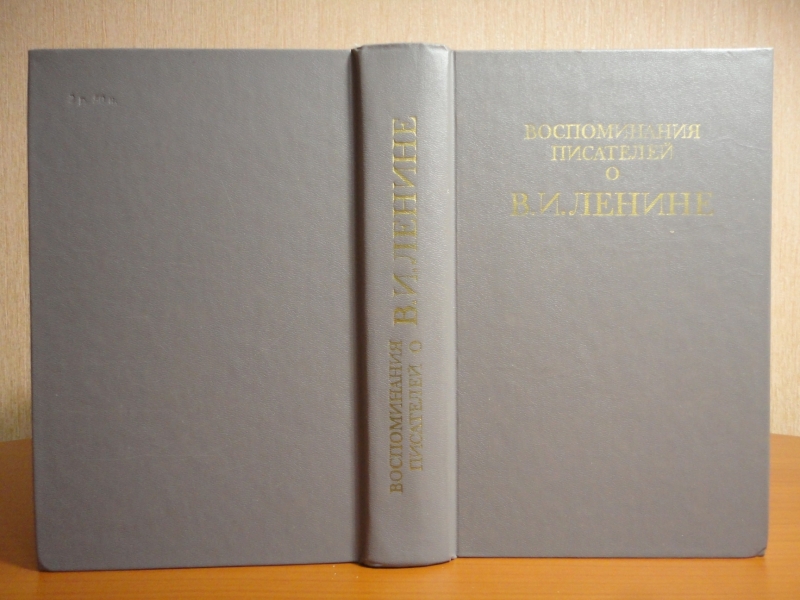 ВОСПОМИНАНИЯ
ПИСАТЕЛЕЙ О
В.И.ЛЕНИНЕ
ВОСПОМИНАНИЯ
ПИСАТЕЛЕЙ
О
В.И.ЛЕНИНЕ